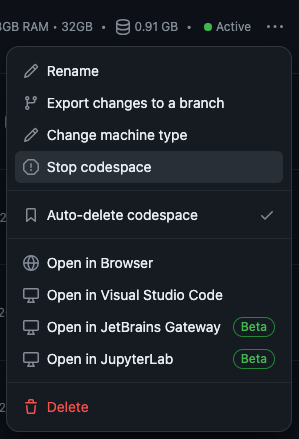 8GB RAM • 32GB • 0.91 GB • Active
Rename
Export changes to a branch
Change machine type
Stop codespace
Auto-delete codespace
Open in Browser
Open in Visual Studio Code
Open in JetBrains Gateway Beta
Open in JupyterLab Beta
Delete